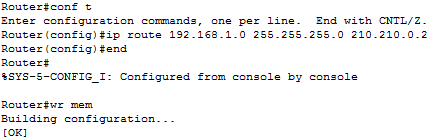 Router#conf t
Enter configuration commands, one per line.  End with CNTL/Z.
Router(config)#ip route 192.168.1.0 255.255.255.0 210.210.0.2
Router(config)#end
Router#
%SYS-5-CONFIG_I: Configured from console by console
Router#wr mem
Building configuration...
[OK]